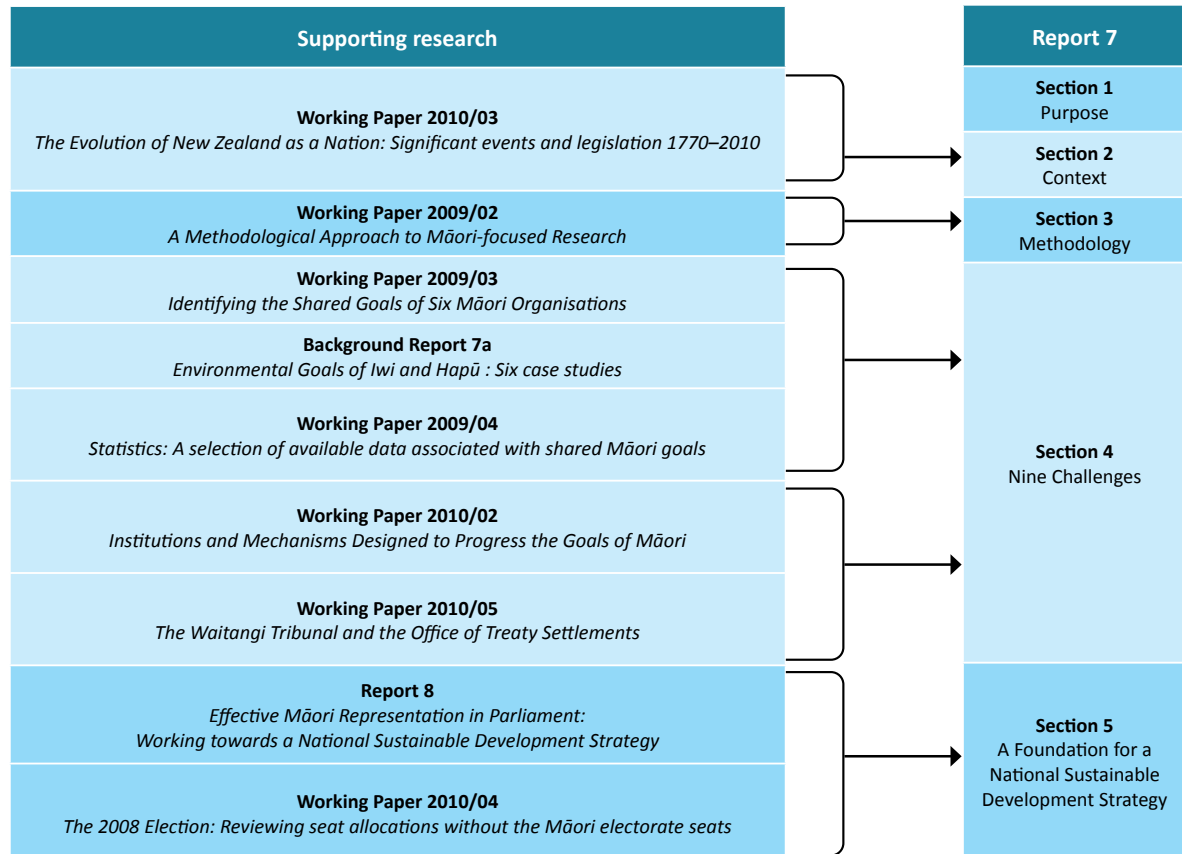 Supporting research
Working Paper 2010/03
The Evolution of New Zealand as a Nation: Significant events and legislation 1770–2010
Working Paper 2009/02
A Methodological Approach to Māori-focused Research
Working Paper 2009/03
Identifying the Shared Goals of Six Māori Organisations
Background Report 7a
Environmental Goals of Iwi and Hapū : Six case studies
Working Paper 2009/04
Statistics: A selection of available data associated with shared Māori goals
Working Paper 2010/02
Institutions and Mechanisms Designed to Progress the Goals of Māori
Working Paper 2010/05
The Waitangi Tribunal and the Office of Treaty Settlements
Report 8
Effective Māori Representation in Parliament:
Working towards a National Sustainable Development Strategy
Working Paper 2010/04
The 2008 Election: Reviewing seat allocations without the Māori electorate seats
Report 7
Section 1
Purpose
Section 2
Context
Section 3
Methodology
Section 4
Nine Challenges
Section 5
A Foundation for a
National Sustainable
Development Strategy